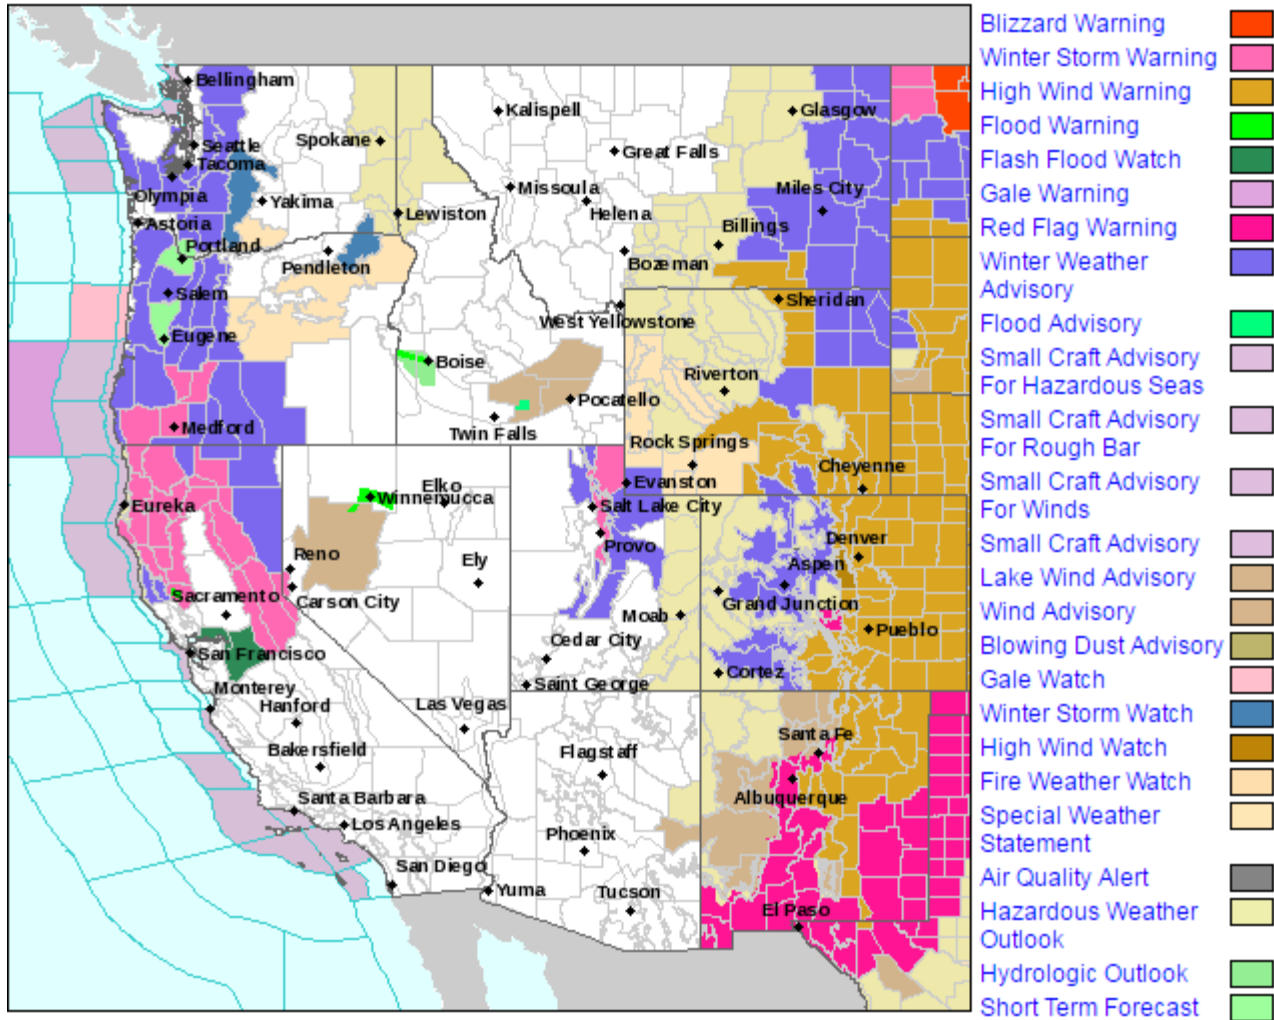 Bellingham
Seattle
Tacoma
Olympia
Astoria
Portland
Salem
Eugene
Medford
Spokane
Yakima
Lewiston
Pendleton
Kalispell
Great Falls
Missoula
Helena
Bozeman
Glasgow
Miles City
Billings
Sheridan
West Yellowstone
Boise
Pocatello
Twin Falls
Riverton
Rock Springs
Cheyenne
Evanston
Eureka
Elko
Winnemucca
Reno
Ely
Carson City
Sacramento
San Francisco
Monterey
Hanford
Bakersfield
Santa Barbara
Los Angeles
San Diego
Las Vegas
Salt Lake City
Provo
Moab
Cedar City
Saint George
Denver
Aspen
Grand Junction
Pueblo
Cortez
Flagstaff
Phoenix
Yuma
Tucson
Santa Fe
Albuquerque
El Paso
Blizzard Warning
Winter Storm Warning
High Wind Warning
Flood Warning
Flash Flood Watch
Gale Warning
Red Flag Warning
Winter Weather
Advisory
Flood Advisory
Small Craft Advisory
For Hazardous Seas
Small Craft Advisory
For Rough Bar
Small Craft Advisory
For Winds
Small Craft Advisory
Lake Wind Advisory
Wind Advisory
Blowing Dust Advisory
Gale Watch
Winter Storm Watch
High Wind Watch
Fire Weather Watch
Special Weather
Statement
Air Quality Alert
Hazardous Weather
Outlook
Hydrologic Outlook
Short Term Forecast